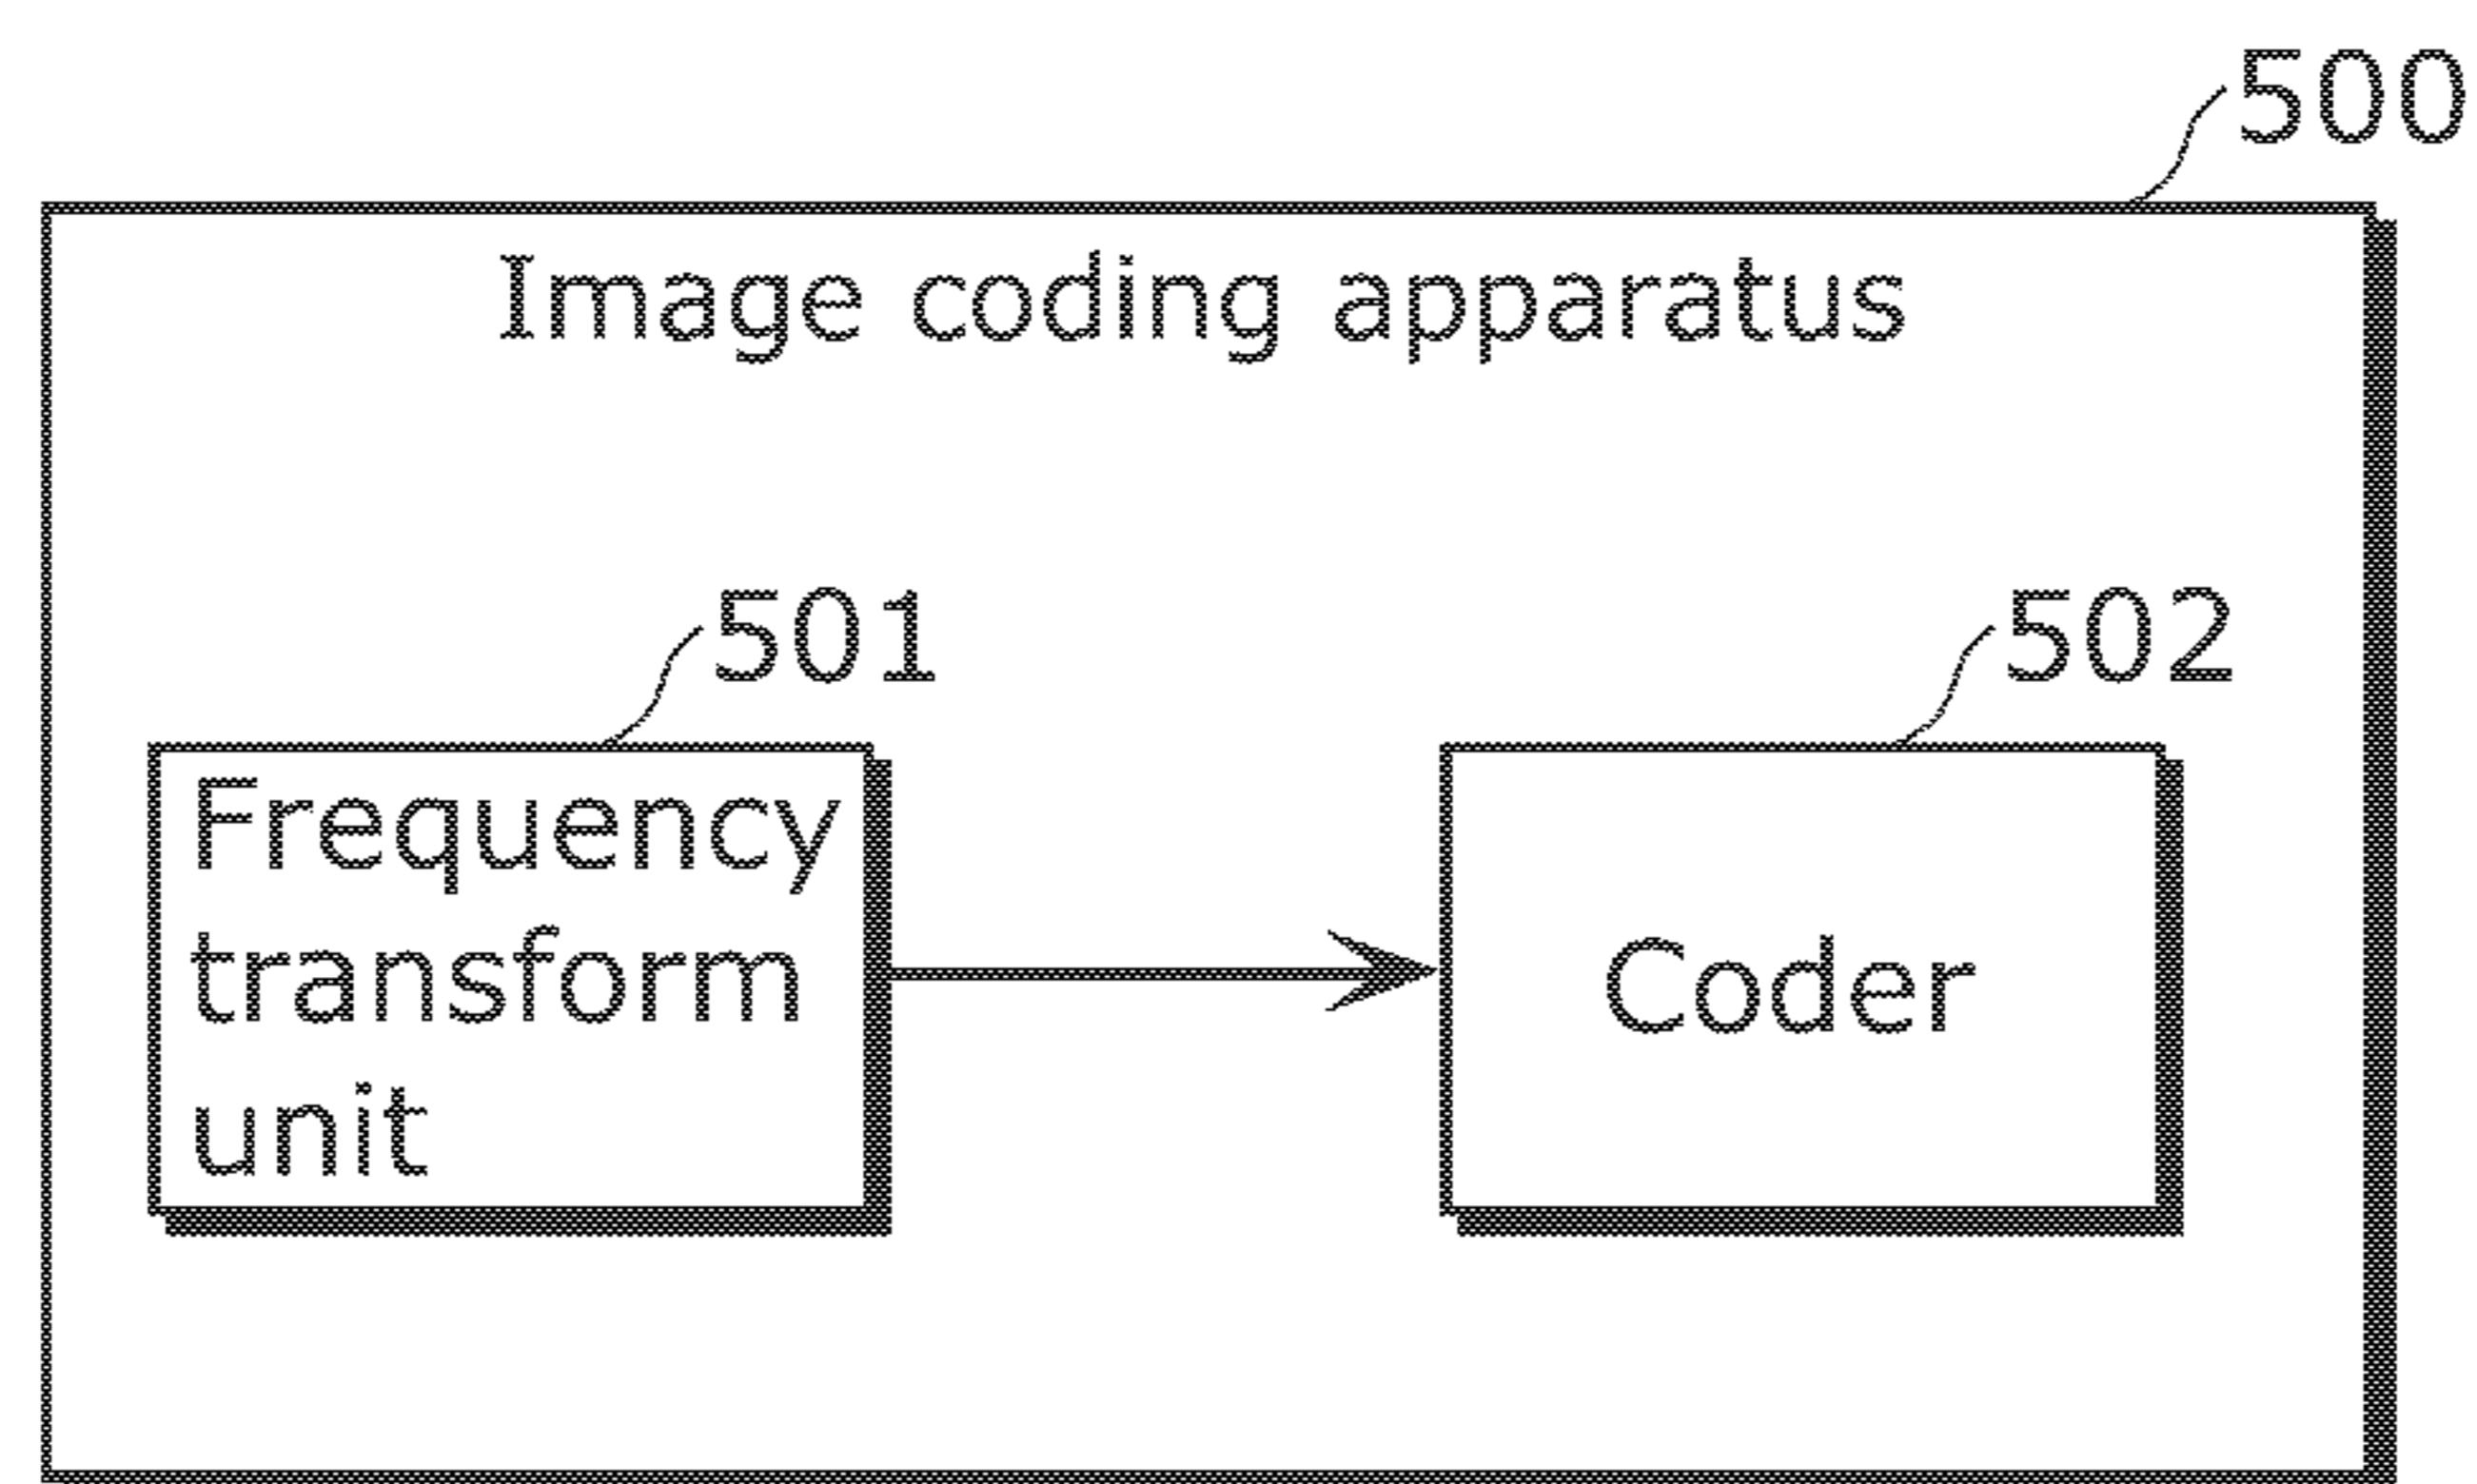 500
Image coding apparatus
501
502
Frequency
transform
unit
Coder